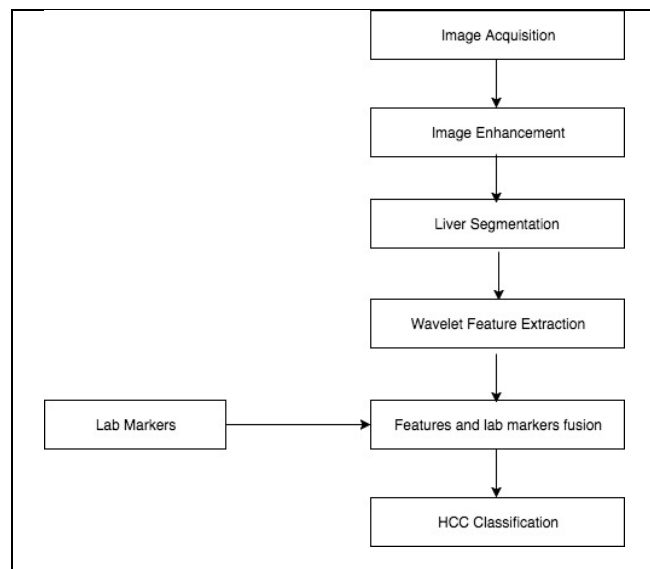 Image Acquisition
Image Enhancement
Liver Segmentation
Wavelet Feature Extraction
Lab Markers
Features and lab markers fusion
HCC Classification